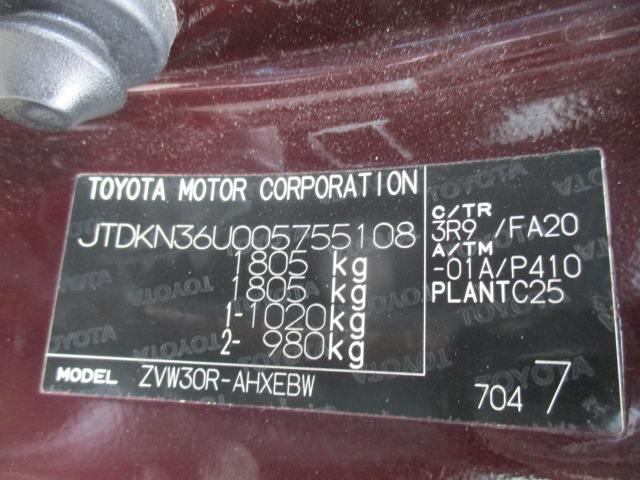 TOYOTA MOTOR CORPORATION
JTDKN36U005755108
1805 kg
1805 kg
1-1020kg
2- 980kg
C/TR
3R9 /FA20
A/TM
-01A/P410
PLANTC25
MODEL ZVW30R-AHXEBW
704 7